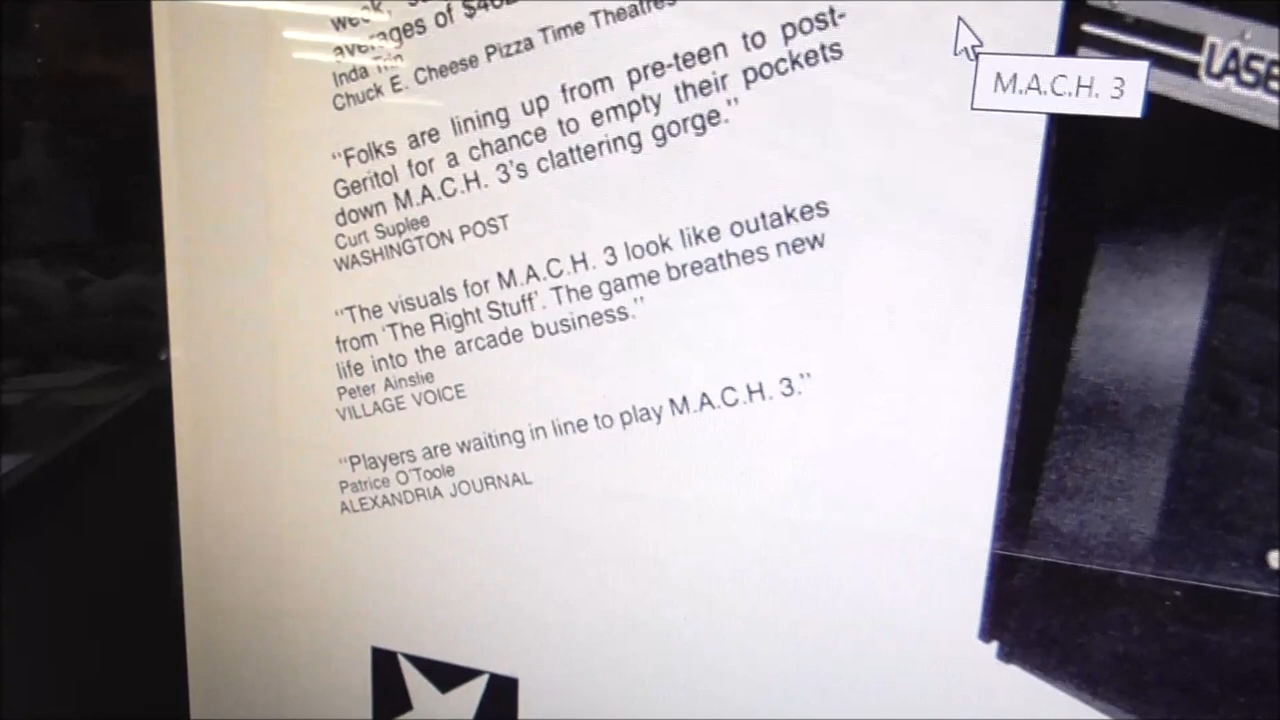 week,
averages of
Inda
Chuck E. Cheese Pizza Time Theatres
“Folks are lining up from pre-teen to post-
Geritol for a chance to empty their pockets
down M.A.C.H. 3’s clattering gorge.”
Curt Suplee
WASHINGTON POST
“The visuals for M.A.C.H. 3 look like outakes
from ‘The Right Stuff’. The game breathes new
life into the arcade business.”
Peter Ainslie
VILLAGE VOICE
“Players are waiting in line to play M.A.C.H. 3.”
Patrice O’Toole
ALEXANDRIA JOURNAL
M.A.C.H. 3
LASE